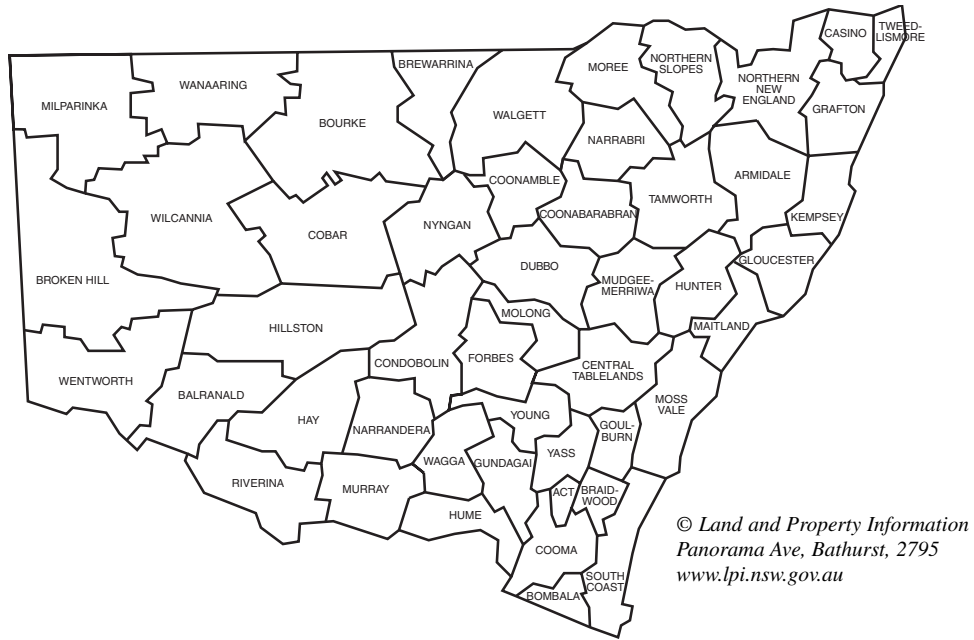 CASINO
TWEED-
LISMORE
BREWARRINA
MOREE
NORTHERN
SLOPES
WANAARING
NORTHERN
NEW
ENGLAND
MILPARINKA
GRAFTON
WALGETT
BOURKE
NARRABRI
COONAMBLE
ARMIDALE
TAMWORTH
WILCANNIA
COONABARABRAN
KEMPSEY
NYNGAN
COBAR
GLOUCESTER
DUBBO
BROKEN HILL
MUDGEE-
MERRIWA
HUNTER
MOLONG
HILLSTON
MAITLAND
CONDOBOLIN
FORBES
CENTRAL
TABLELANDS
WENTWORTH
BALRANALD
MOSS
VALE
HAY
NARRANDERA
YOUNG
GOUL-
BURN
YASS
WAGGA
GUNDAGAI
RIVERINA
MURRAY
ACT
BRAID-
WOOD
HUME
COOMA
SOUTH
COAST
BOMBALA
© Land and Property Information
Panorama Ave, Bathurst, 2795
www.lpi.nsw.gov.au